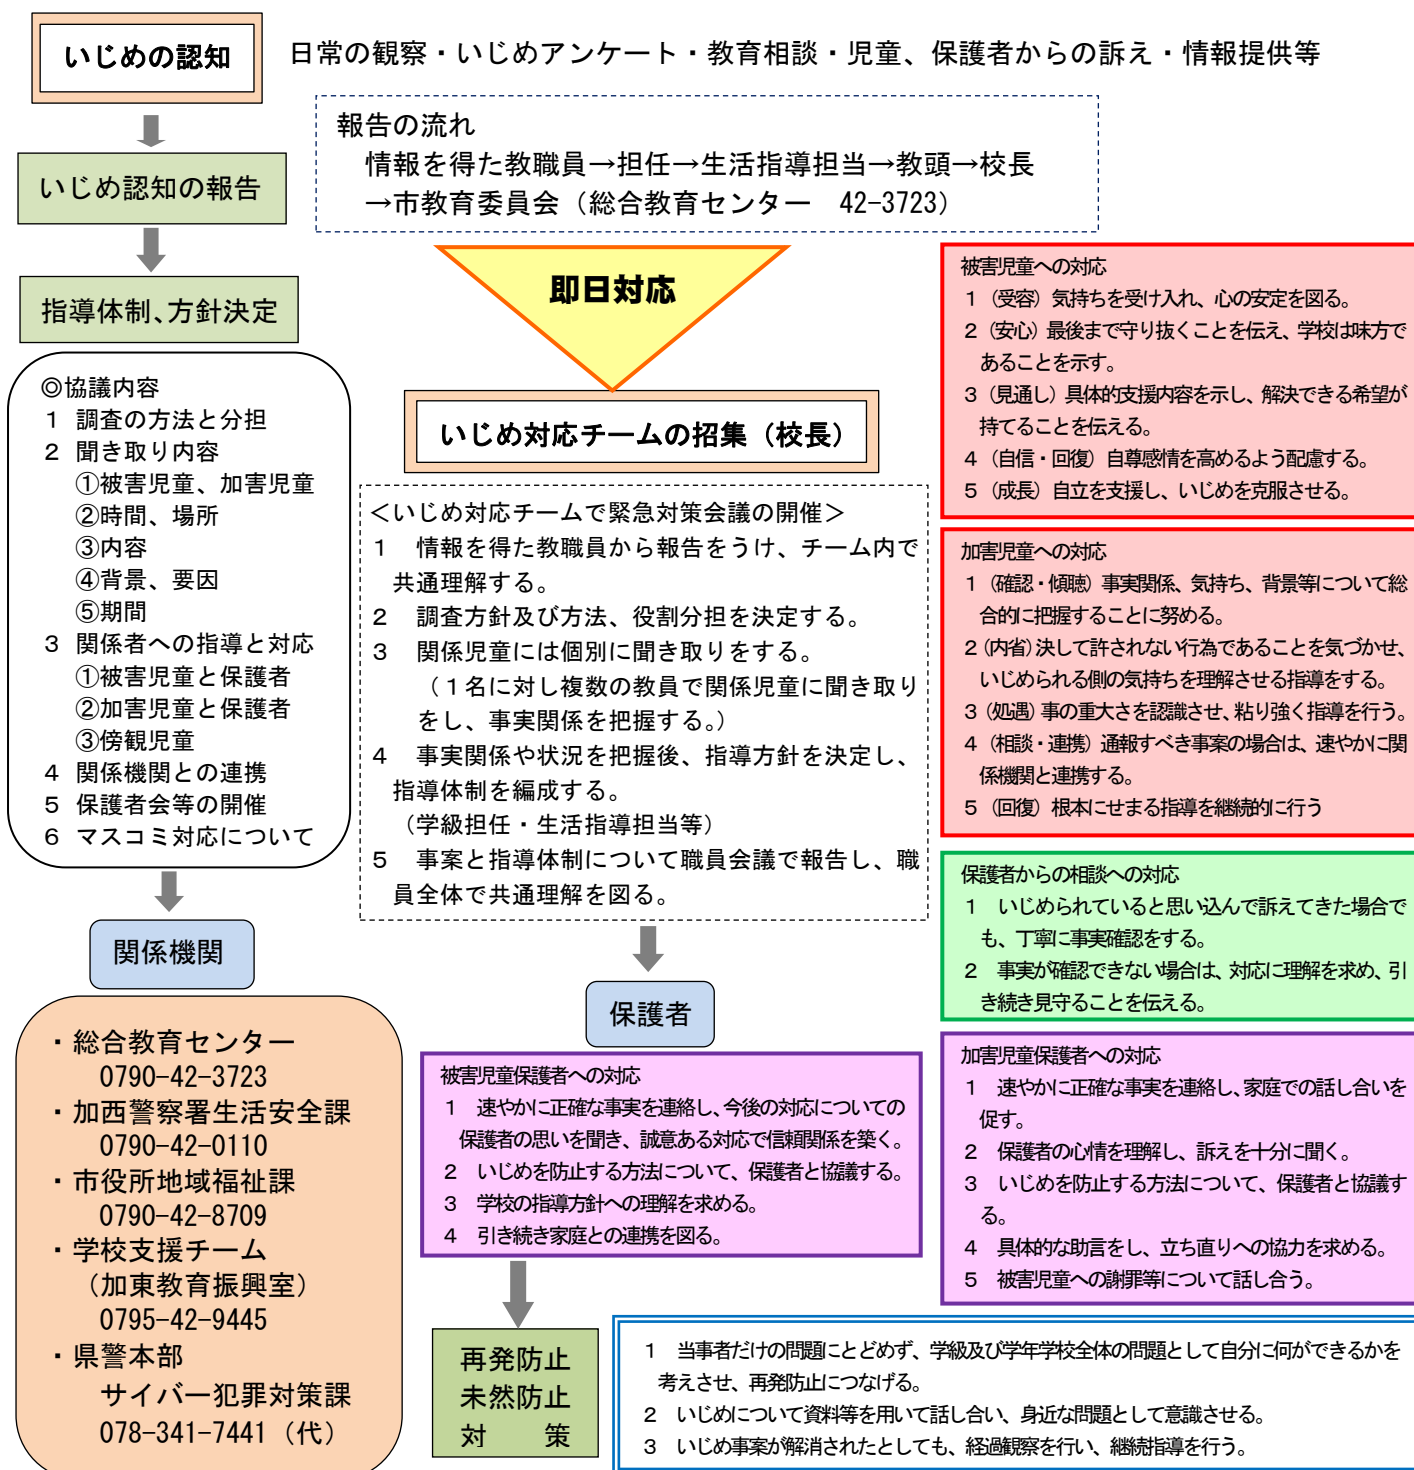 いじめの認知
日常の観察・いじめアンケート・教育相談・児童、保護者からの訴え・情報提供等
報告の流れ
情報を得た教職員→担任→生活指導担当→教頭→校長
→市教育委員会（総合教育センター　42-3723）
いじめ認知の報告
指導体制、方針決定
即日対応
◎協議内容
1 調査の方法と分担
2 聞き取り内容
①被害児童、加害児童
②時間、場所
③内容
④背景、要因
⑤期間
3 関係者への指導と対応
①被害児童と保護者
②加害児童と保護者
③傍観児童
4 関係機関との連携
5 保護者会等の開催
6 マスコミ対応について
いじめ対応チームの招集（校長）
＜いじめ対応チームで緊急対策会議の開催＞
1　情報を得た教職員から報告をうけ、チーム内で
共通理解する。
2　調査方針及び方法、役割分担を決定する。
3　関係児童には個別に聞き取りをする。
（１名に対し複数の教員で関係児童に聞き取り
をし、事実関係を把握する。）
4　事実関係や状況を把握後、指導方針を決定し、
指導体制を編成する。
（学級担任・生活指導担当等）
5　事案と指導体制について職員会議で報告し、職
員全体で共通理解を図る。
被害児童への対応
1（受容）気持ちを受け入れ、心の安定を図る。
2（安心）最後まで守り抜くことを伝え、学校は味方で
あることを示す。
3（見通し）具体的支援内容を示し、解決できる希望が
持てることを伝える。
4（自信・回復）自尊感情を高めるよう配慮する。
5（成長）自立を支援し、いじめを克服させる。
加害児童への対応
1（確認・傾聴）事実関係、気持ち、背景等について総
合的に把握することに努める。
2（内省）決して許されない行為であることを気づかせ、
いじめられる側の気持ちを理解させる指導をする。
3（処遇）事の重大さを認識させ、粘り強く指導を行う。
4（相談・連携）通報すべき事案の場合は、速やかに関
係機関と連携する。
5（回復）根本にせまる指導を継続的に行う
保護者からの相談への対応
1　いじめられていると思い込んで訴えてきた場合で
も、丁寧に事実確認をする。
2　事実が確認できない場合は、対応に理解を求め、引
き続き見守ることを伝える。
関係機関
・総合教育センター
0790-42-3723
・加西警察署生活安全課
0790-42-0110
・市役所地域福祉課
0790-42-8709
・学校支援チーム
（加東教育振興室）
0795-42-9445
・県警本部
サイバー犯罪対策課
078-341-7441（代）
保護者
被害児童保護者への対応
1　速やかに正確な事実を連絡し、今後の対応についての
保護者の思いを聞き、誠意ある対応で信頼関係を築く。
2　いじめを防止する方法について、保護者と協議する。
3　学校の指導方針への理解を求める。
4　引き続き家庭との連携を図る。
加害児童保護者への対応
1　速やかに正確な事実を連絡し、家庭での話し合いを
促す。
2　保護者の心情を理解し、訴えを十分に聞く。
3　いじめを防止する方法について、保護者と協議す
る。
4　具体的な助言をし、立ち直りへの協力を求める。
5　被害児童への謝罪等について話し合う。
再発防止
未然防止
対　　策
1　当事者だけの問題にとどめず、学級及び学年学校全体の問題として自分に何ができるかを
考えさせ、再発防止につなげる。
2　いじめについて資料等を用いて話し合い、身近な問題として意識させる。
3　いじめ事案が解消されたとしても、経過観察を行い、継続指導を行う。